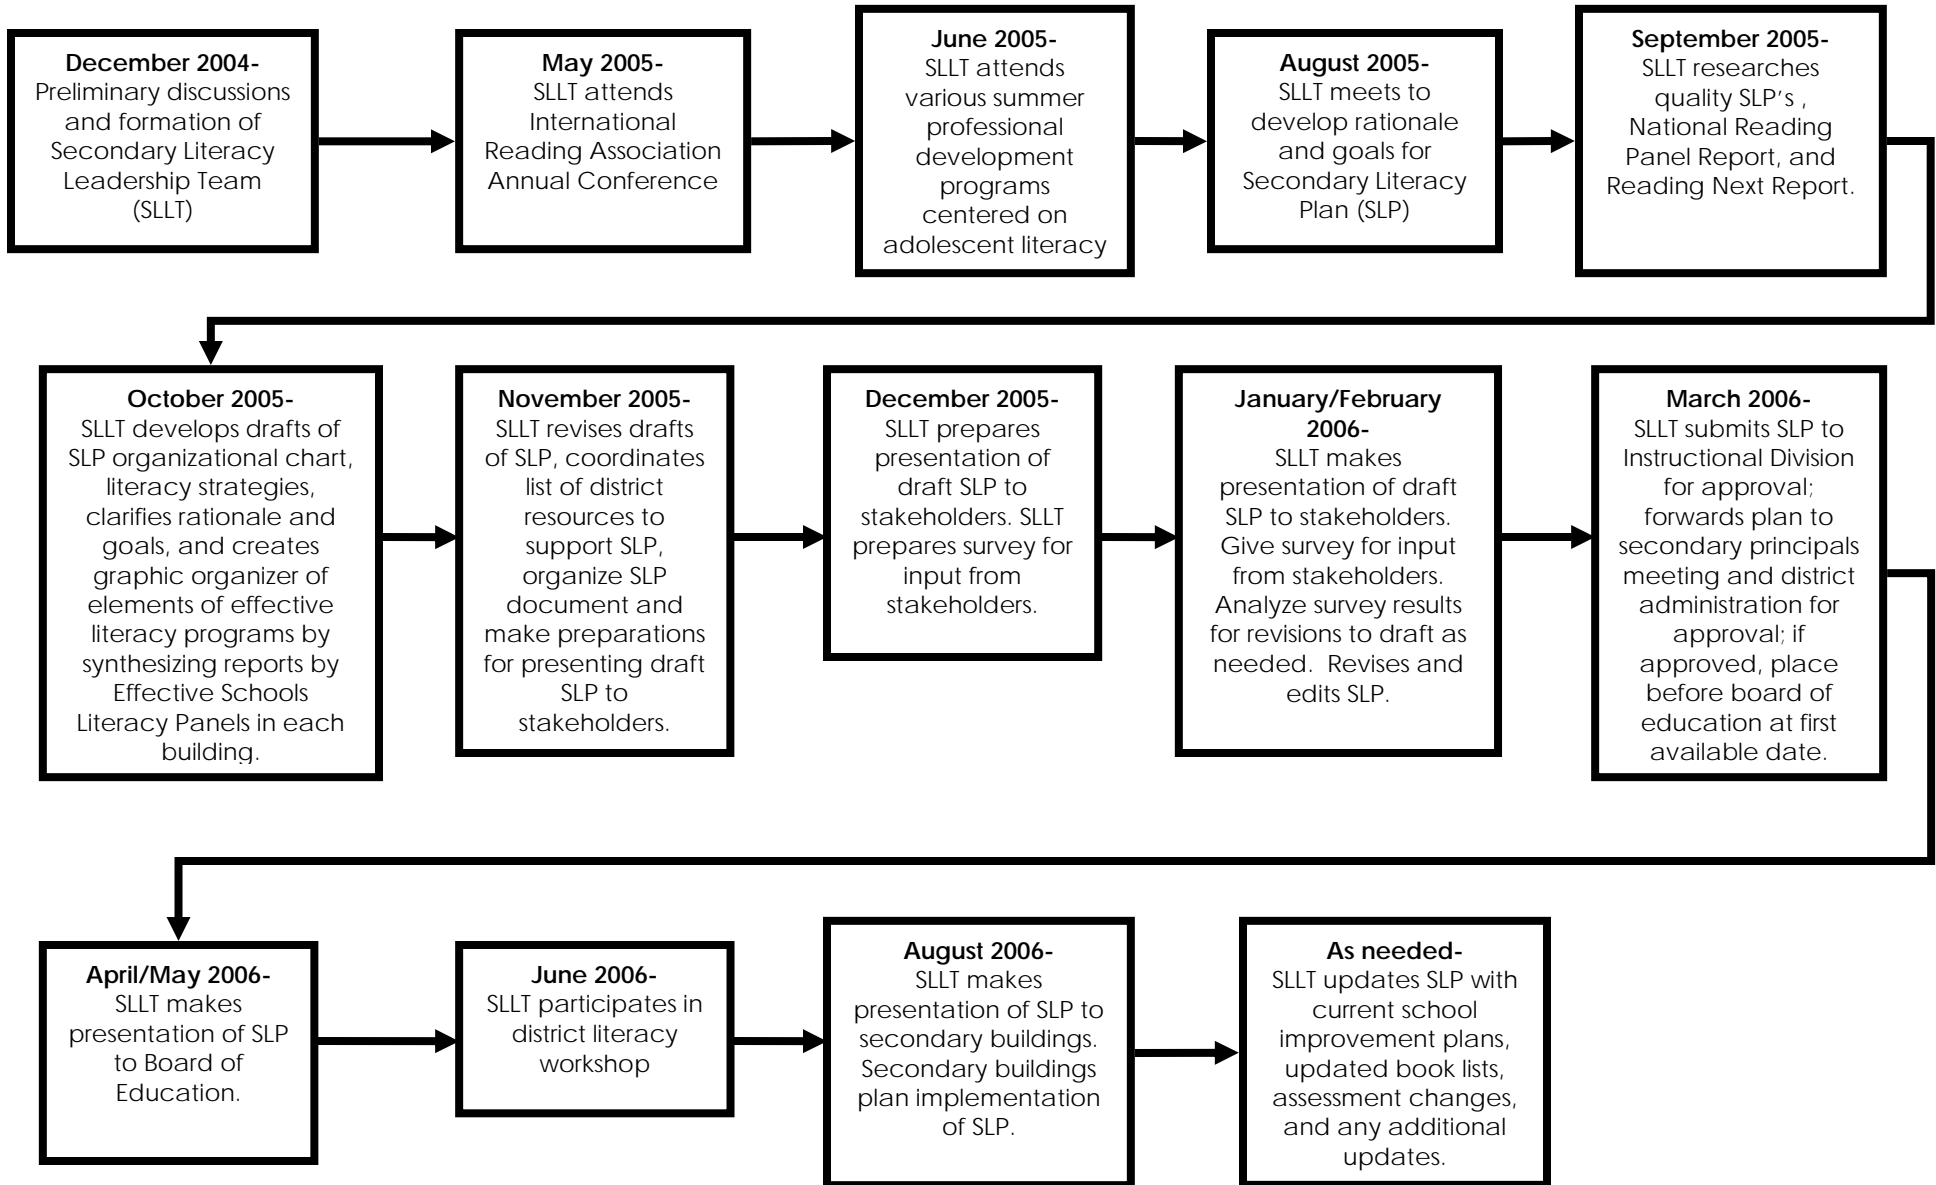 December 2004-
Preliminary discussions
and formation of
Secondary Literacy
Leadership Team
(SLLT)
May 2005-
SLLT attends
International
Reading Association
Annual Conference
June 2005-
SLLT attends
various summer
professional
development
programs
centered on
adolescent literacy
August 2005-
SLLT meets to
develop rationale
and goals for
Secondary Literacy
Plan (SLP)
September 2005-
SLLT researches
quality SLP's ,
National Reading
Panel Report, and
Reading Next Report.
October 2005-
SLLT develops drafts of
SLP organizational chart,
literacy strategies,
clarifies rationale and
goals, and creates
graphic organizer of
elements of effective
literacy programs by
synthesizing reports by
Effective Schools
Literacy Panels in each
building.
November 2005-
SLLT revises drafts
of SLP, coordinates
list of district
resources to
support SLP,
organize SLP
document and
make preparations
for presenting draft
SLP to
stakeholders.
December 2005-
SLLT prepares
presentation of
draft SLP to
stakeholders. SLLT
prepares survey for
input from
stakeholders.
January/February
2006-
SLLT makes
presentation of draft
SLP to stakeholders.
Give survey for input
from stakeholders.
Analyze survey results
for revisions to draft as
needed.  Revises and
edits SLP.
March 2006-
SLLT submits SLP to
Instructional Division
for approval;
forwards plan to
secondary principals
meeting and district
administration for
approval; if
approved, place
before board of
education at first
available date.
April/May 2006-
SLLT makes
presentation of SLP
to Board of
Education.
June 2006-
SLLT participates in
district literacy
workshop
August 2006-
SLLT makes
presentation of SLP to
secondary buildings.
Secondary buildings
plan implementation
of SLP.
As needed-
SLLT updates SLP with
current school
improvement plans,
updated book lists,
assessment changes,
and any additional
updates.